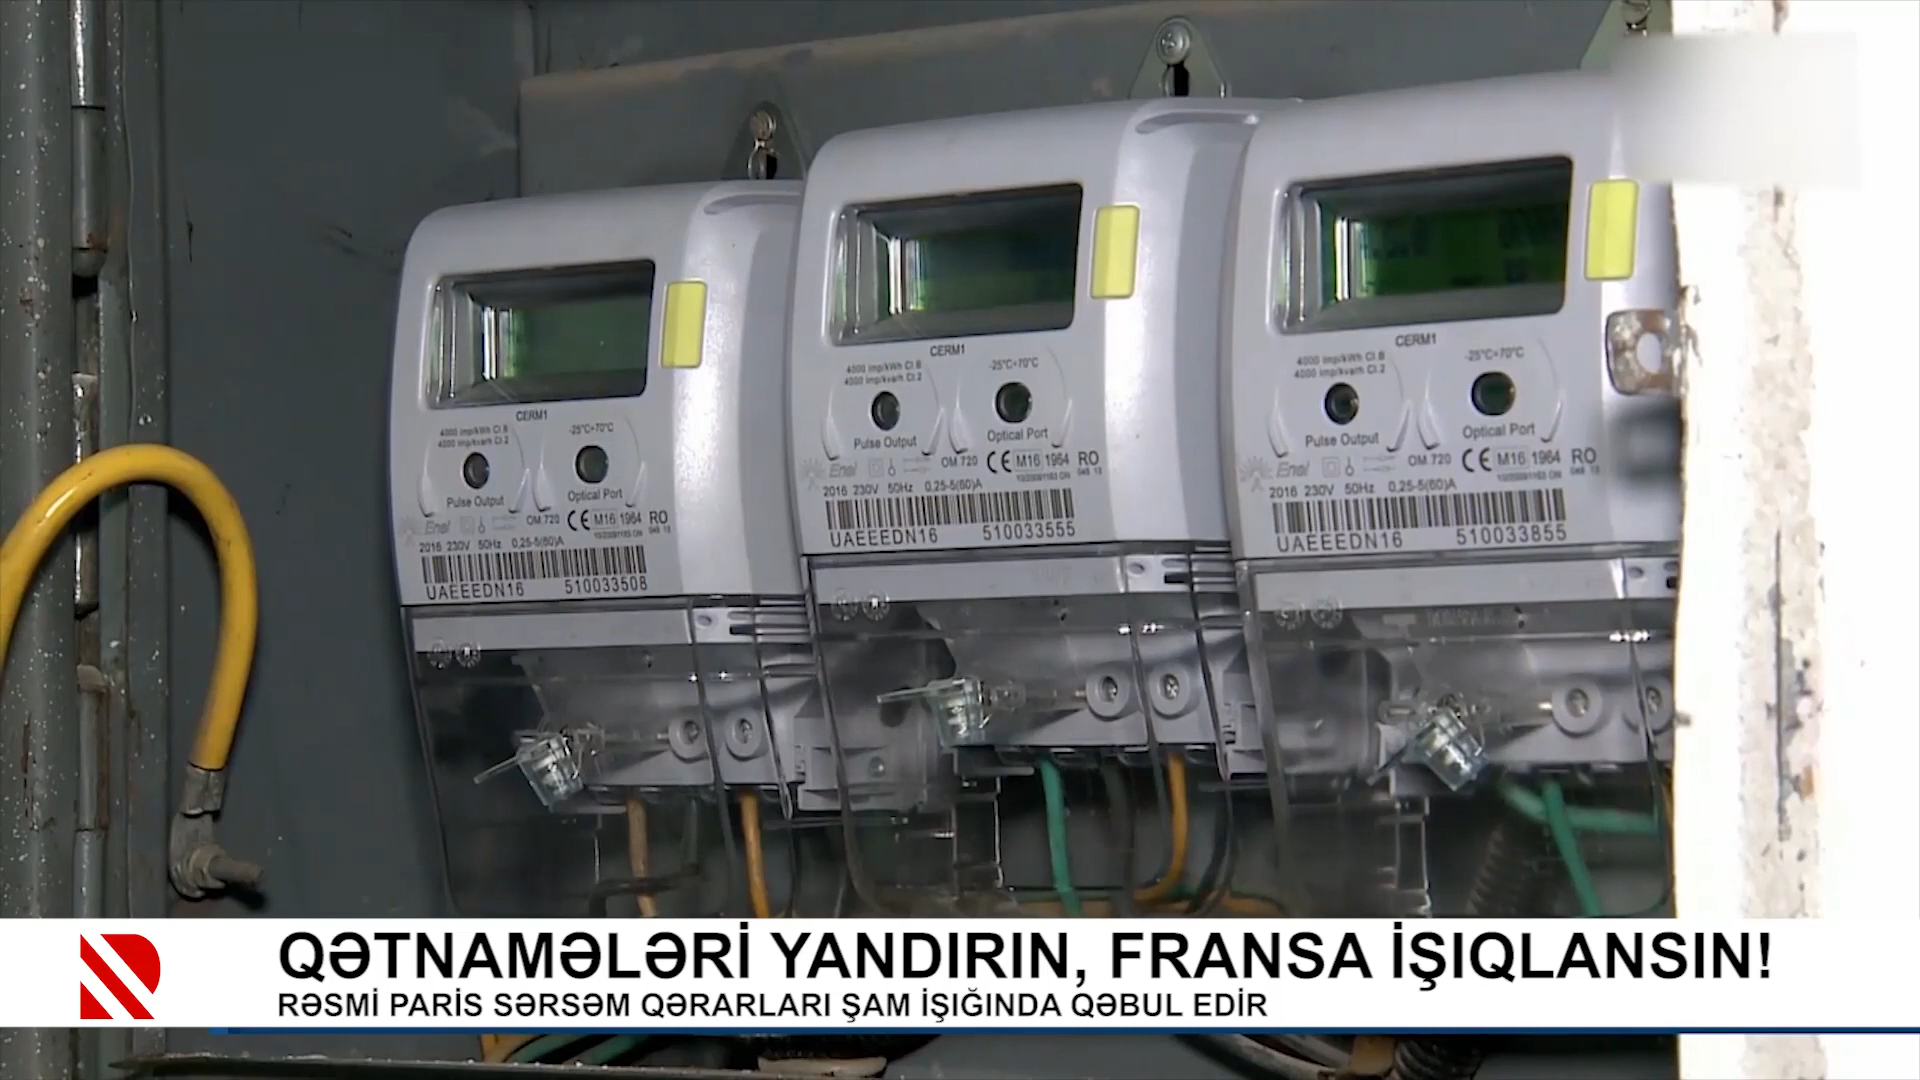 CERM1
4000 imp/kWh Cl.B
4000 imp/kvarh Cl.2
-25°C÷70°C
Pulse Output
Optical Port
Enel
OM 720
CE M16 1964 RO
2016 230V 50Hz 0,25-5(60)A
UAEEEDN16 510033508
CERM1
4000 imp/kWh Cl.B
4000 imp/kvarh Cl.2
-25°C÷70°C
Pulse Output
Optical Port
Enel
OM 720
CE M16 1964 RO
2016 230V 50Hz 0,25-5(60)A
UAEEEDN16 510033555
CERM1
4000 imp/kWh Cl.B
4000 imp/kvarh Cl.2
-25°C÷70°C
Pulse Output
Optical Port
Enel
OM 720
CE M16 1964 RO
2016 230V 50Hz 0,25-5(60)A
UAEEEDN16 510033855
QƏTNAMƏLƏRİ YANDIRIN, FRANSA İŞIQLANSIN!
RƏSMİ PARİS SƏRSƏM QƏRARLARI ŞAM İŞIĞINDA QƏBUL EDİR